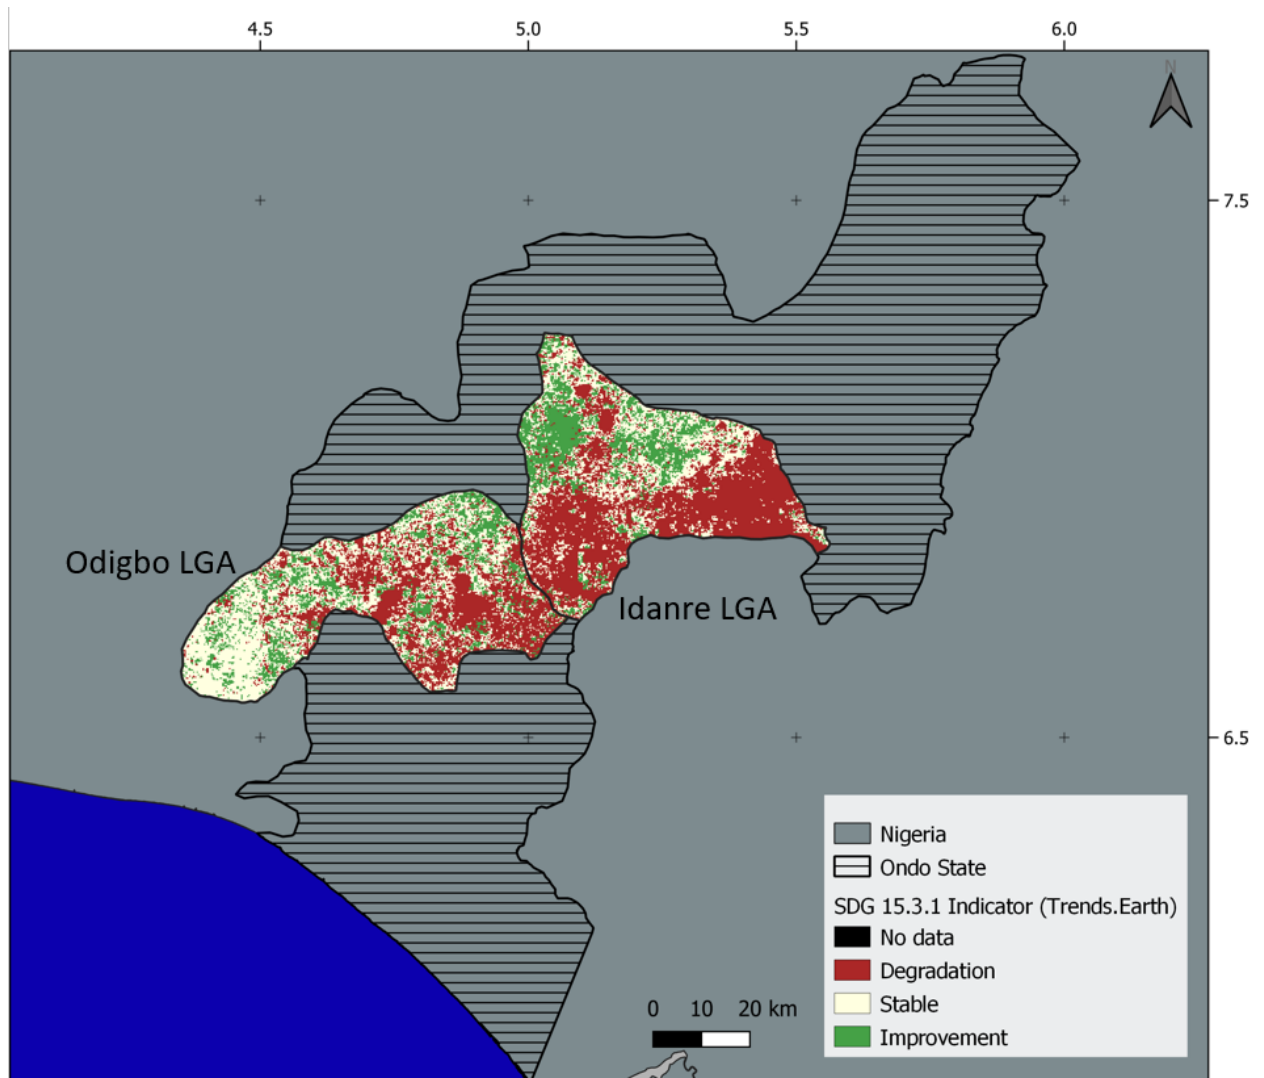 4.5 5.0 5.5 6.0
N
7.5
Odigbo LGA
Idanre LGA
6.5
Nigeria
Ondo State
SDG 15.3.1 Indicator (Trends.Earth)
No data
Degradation
Stable
Improvement
0 10 20 km